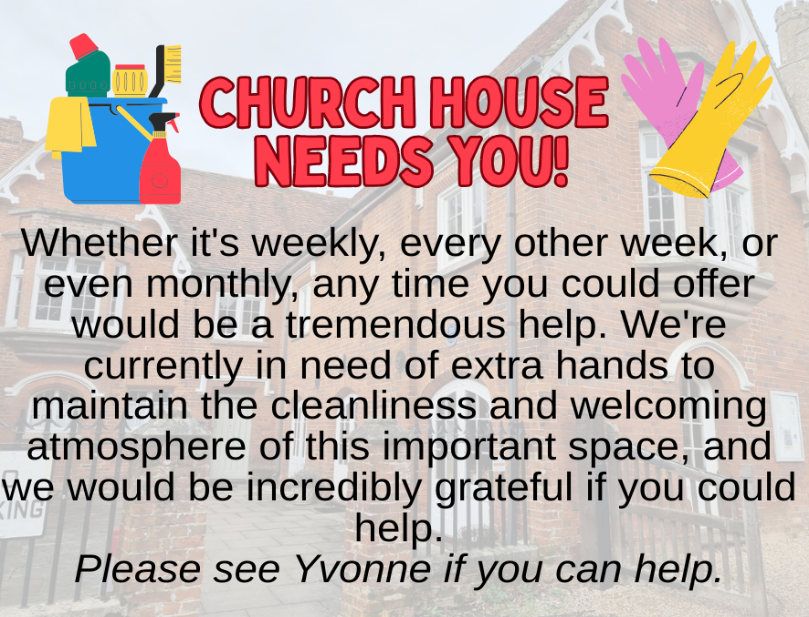 CHURCH HOUSE
NEEDS YOU!
Whether it's weekly, every other week, or
even monthly, any time you could offer
would be a tremendous help. We're
currently in need of extra hands to
maintain the cleanliness and welcoming
atmosphere of this important space, and
we would be incredibly grateful if you could
help.
Please see Yvonne if you can help.
KING